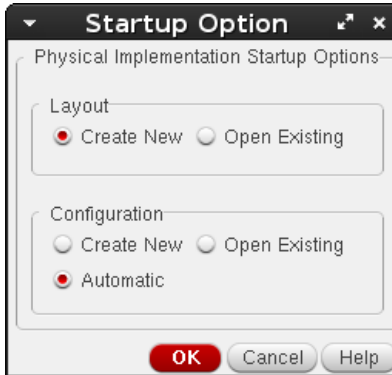 Startup Option
Physical Implementation Startup Options
Layout
Create New Open Existing
Configuration
Create New Open Existing
Automatic
OK Cancel Help